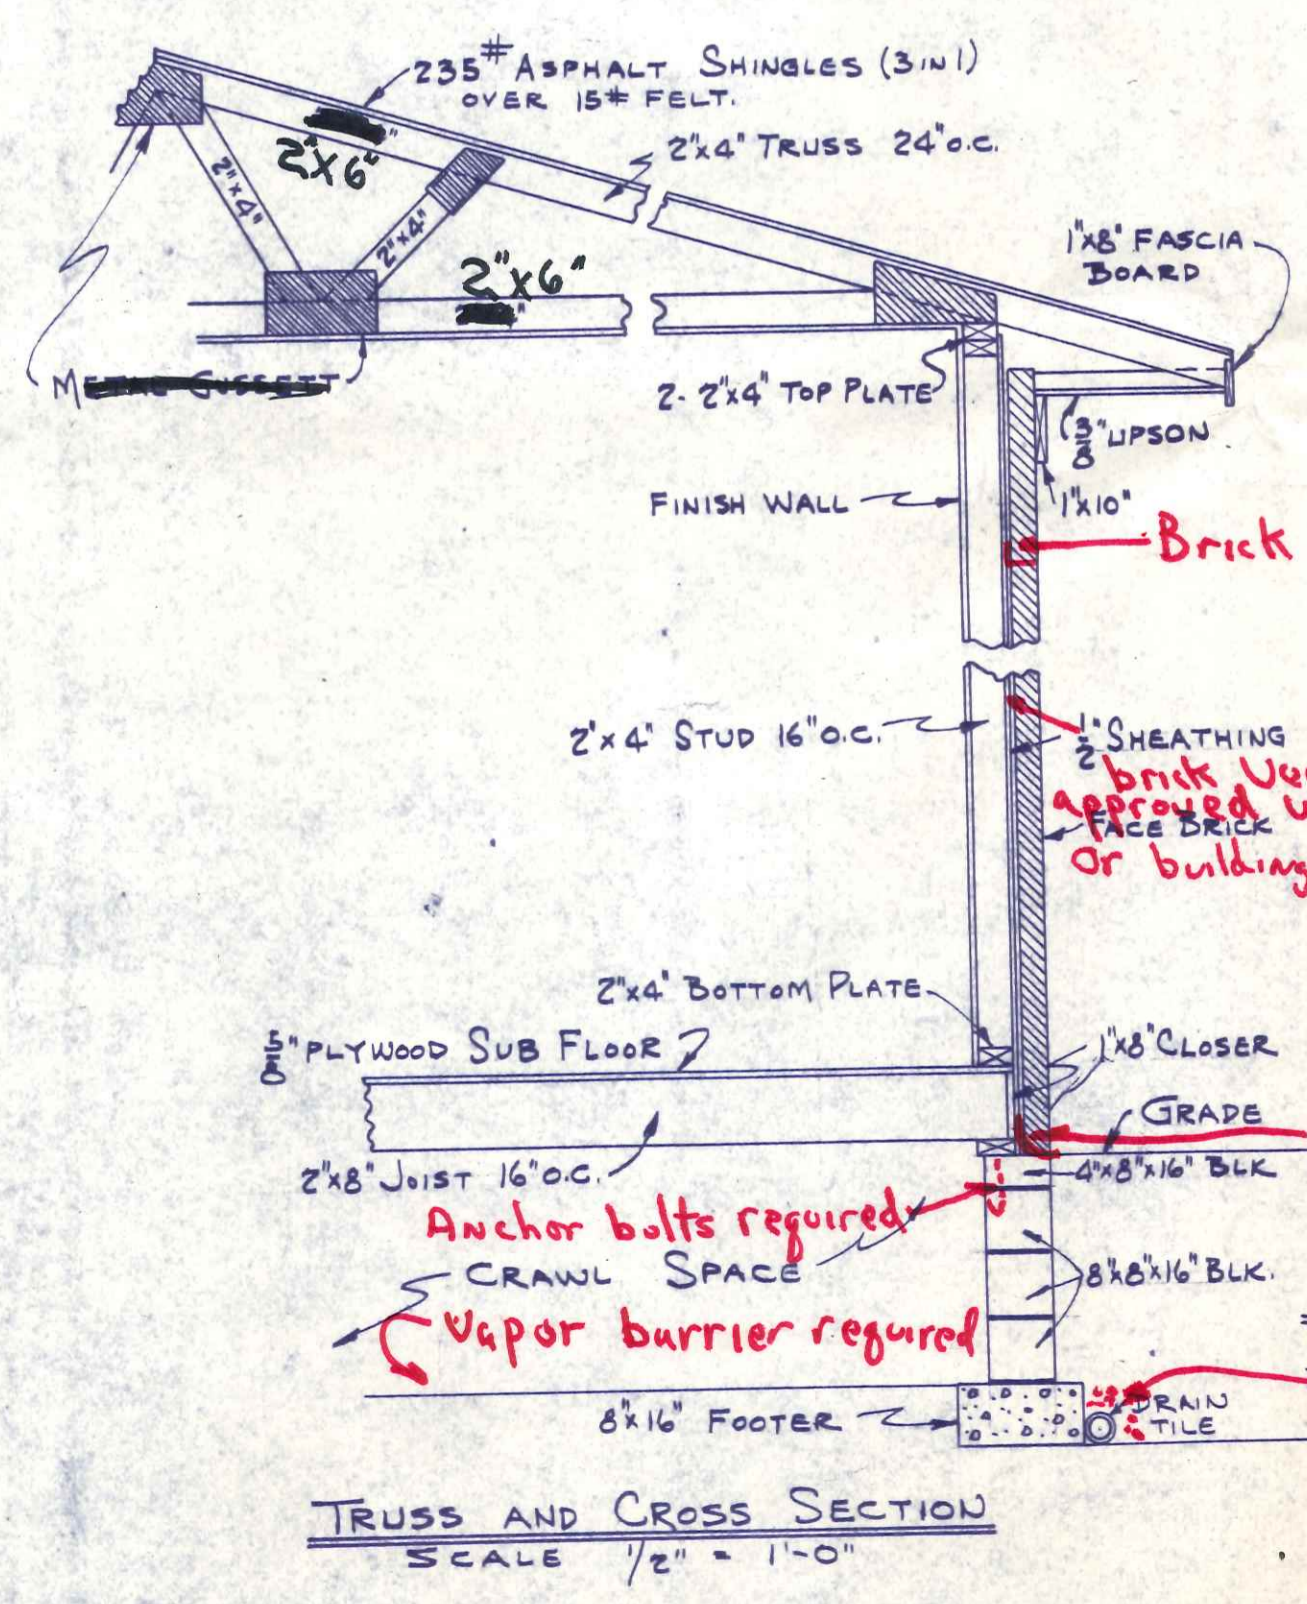 235# ASPHALT SHINGLES (3 IN 1)
OVER 15# FELT.
2"x4" TRUSS 24" O.C.
2"x6"
2"x4"
2"x4"
2"x6"
1"x8" FASCIA
BOARD
METAL GUSSETT
2-2"x4" TOP PLATE
3/8" UPSON
FINISH WALL
1"x10"
Brick
2"x4" STUD 16" O.C.
1/2" SHEATHING
brick
approved
FACE BRICK
Or building
2"x4" BOTTOM PLATE
5/8" PLYWOOD SUB FLOOR
1"x8" CLOSER
GRADE
2"x8" JOIST 16" O.C.
4"x8"x16" BLK
Anchor bolts required
CRAWL SPACE
8"x8"x16" BLK.
Vapor barrier required
8"x16" FOOTER
DRAIN
TILE
TRUSS AND CROSS SECTION
SCALE 1/2" = 1'-0"